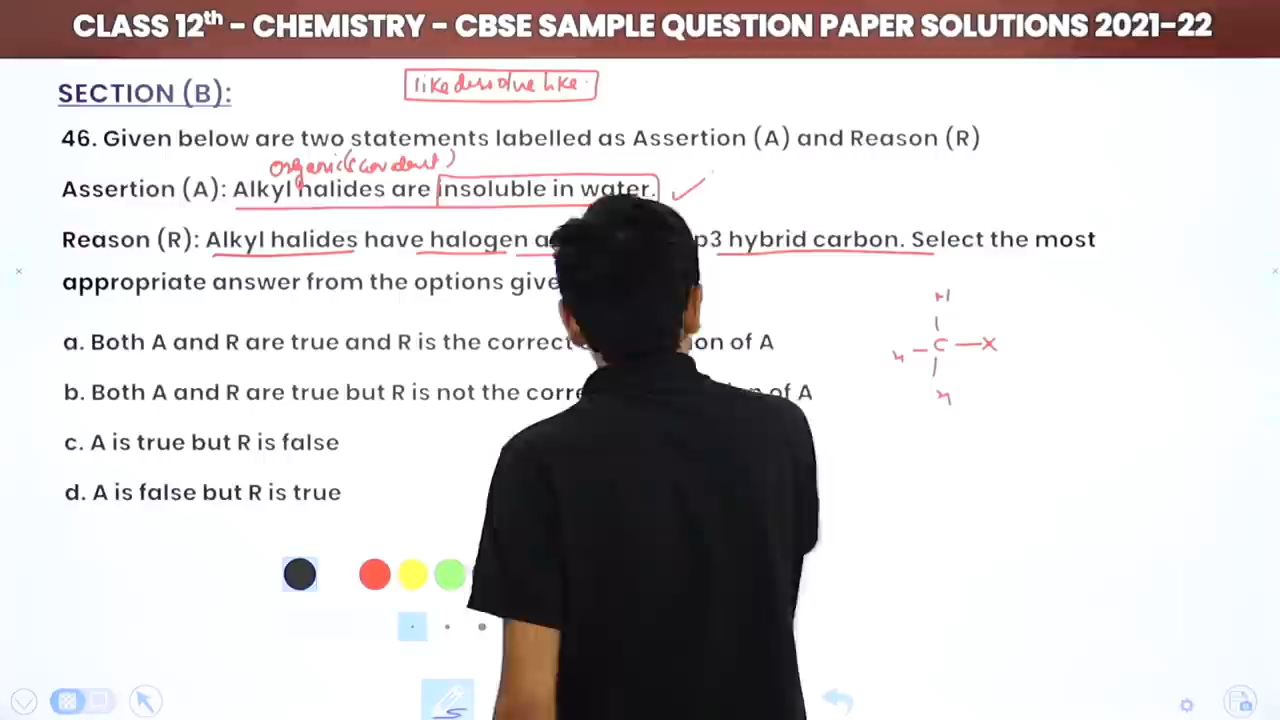 CLASS 12th - CHEMISTRY - CBSE SAMPLE QUESTION PAPER SOLUTIONS 2021-22
SECTION (B):
like dissolve like
46. Given below are two statements labelled as Assertion (A) and Reason (R)
organic (covalent)
Assertion (A): Alkyl halides are insoluble in water.
Reason (R): Alkyl halides have halogen p3 hybrid carbon. Select the most
appropriate answer from the options give
H
H - C - X
H
a. Both A and R are true and R is the correct on of A
b. Both A and R are true but R is not the corre of A
c. A is true but R is false
d. A is false but R is true